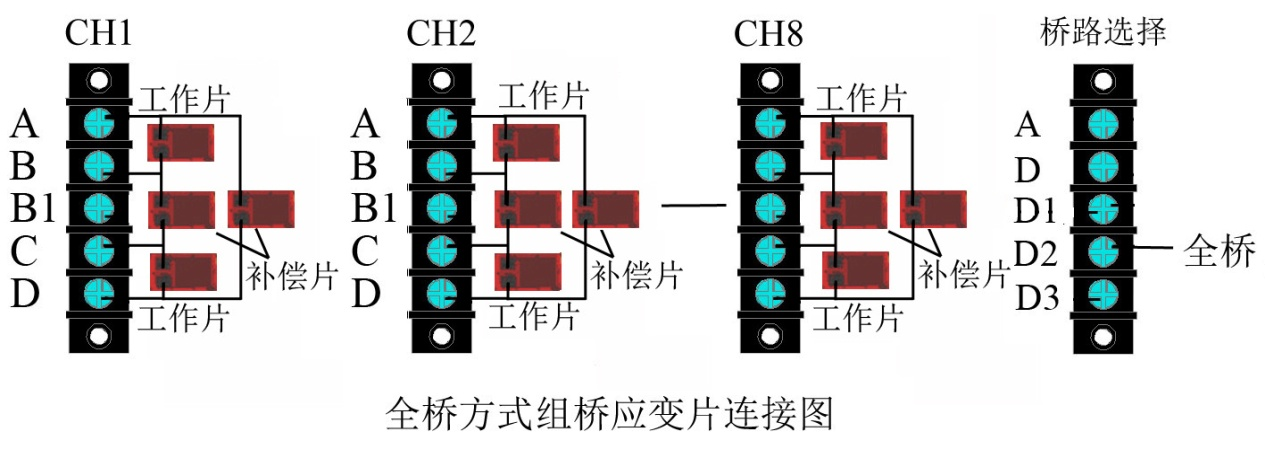 CH1
CH2
CH8
桥路选择
工作片
工作片
工作片
A
B
B1
C
D
A
B
B1
C
D
A
D
D1
D2
D3
补偿片
补偿片
补偿片
全桥
工作片
工作片
工作片
全桥方式组桥应变片连接图